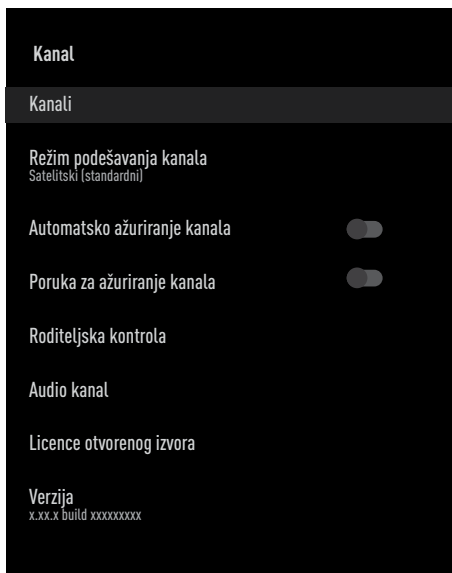 Kanal
Kanali
Režim podešavanja kanala
Satelitski (standardni)
Automatsko ažuriranje kanala
Poruka za ažuriranje kanala
Roditeljska kontrola
Audio kanal
Licence otvorenog izvora
Verzija
x.xx.x build xxxxxxxxx